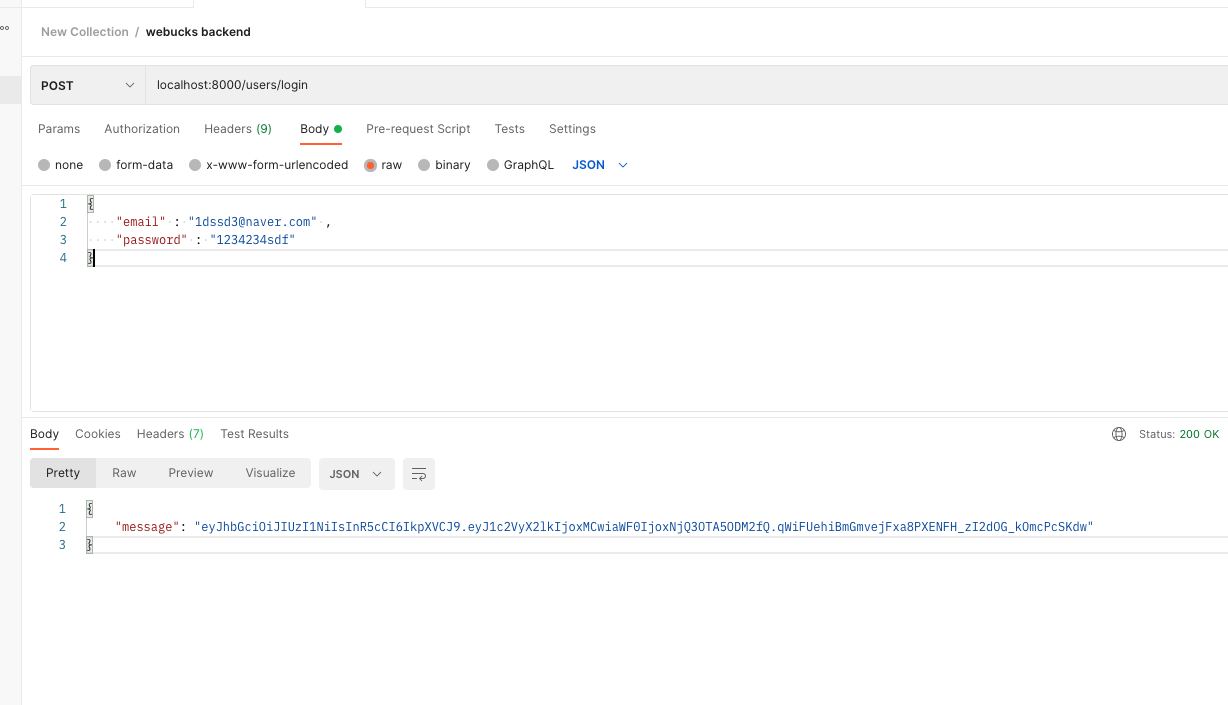 New Collection / webucks backend
POST localhost:8000/users/login
Params Authorization Headers (9) Body Pre-request Script Tests Settings
none form-data x-www-form-urlencoded raw binary GraphQL JSON
1 {
2 "email" : "1dssd3@naver.com" ,
3 "password" : "1234234sdf"
4 }
Body Cookies Headers (7) Test Results Status: 200 OK
Pretty Raw Preview Visualize JSON
1 {
2 "message": "eyJhbGciOiJIUzI1NiIsInR5cCI6IkpXVCJ9.eyJ1c2VyX2lkIjoxMCwiaWF0IjoxNjQ3OTA5ODM2fQ.qWiFUehiBmGmvejFxa8PXENFH_zI2dOG_kOmcPcSKdw"
3 }